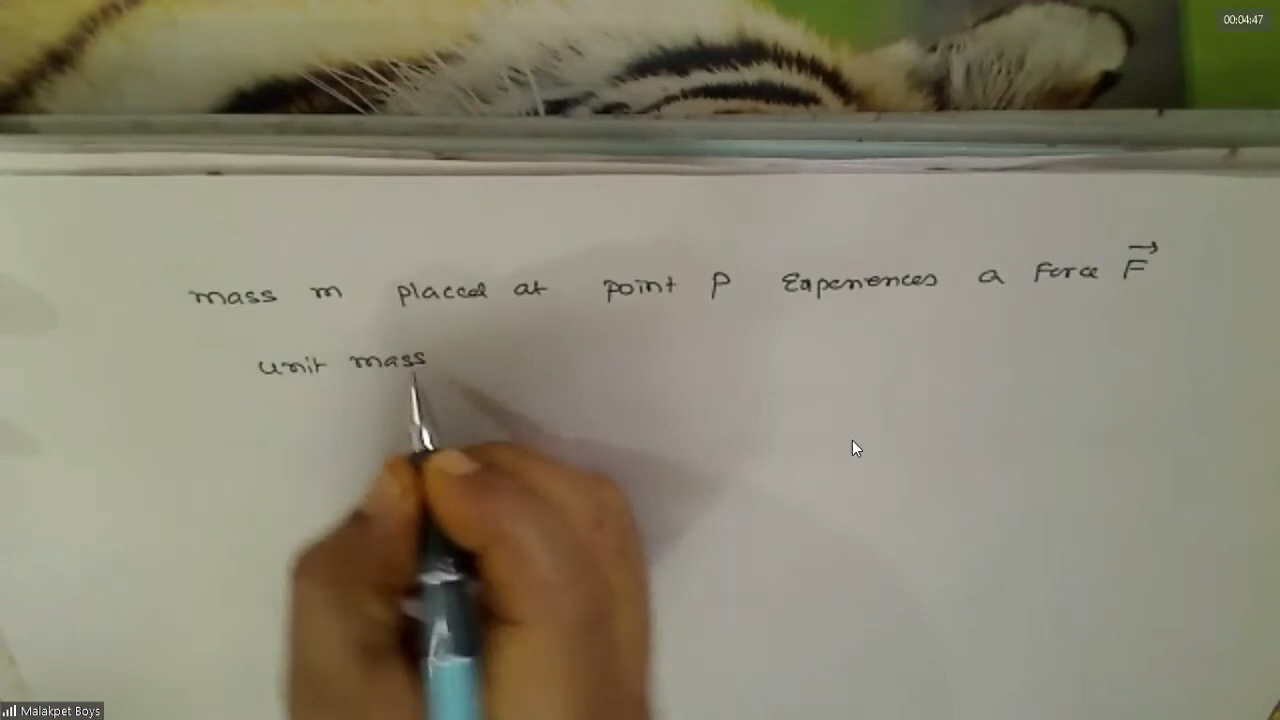 00:04:47
mass m placed at point P Experiences a Force F
unit mass
Malakpet Boys